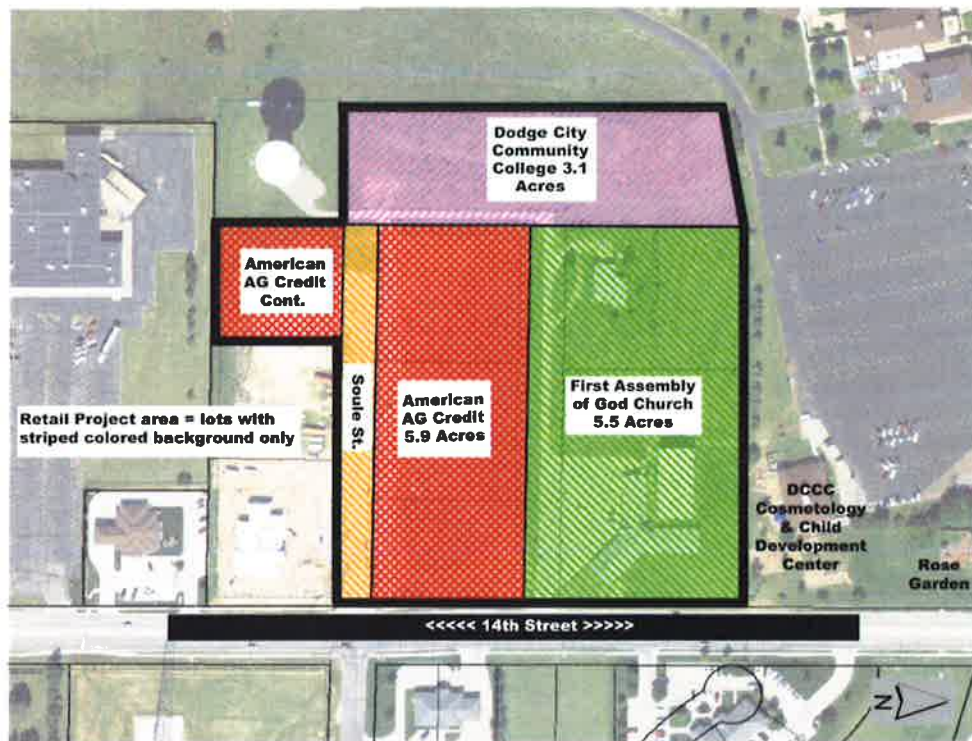 Dodge City
Community
College 3.1
Acres
American
AG Credit
Cont.
Soule St.
American
AG Credit
5.9 Acres
First Assembly
of God Church
5.5 Acres
Retail Project area = lots with
striped colored background only
DCCC
Cosmetology
& Child
Development
Center
Rose
Garden
<<<<< 14th Street >>>>>
N